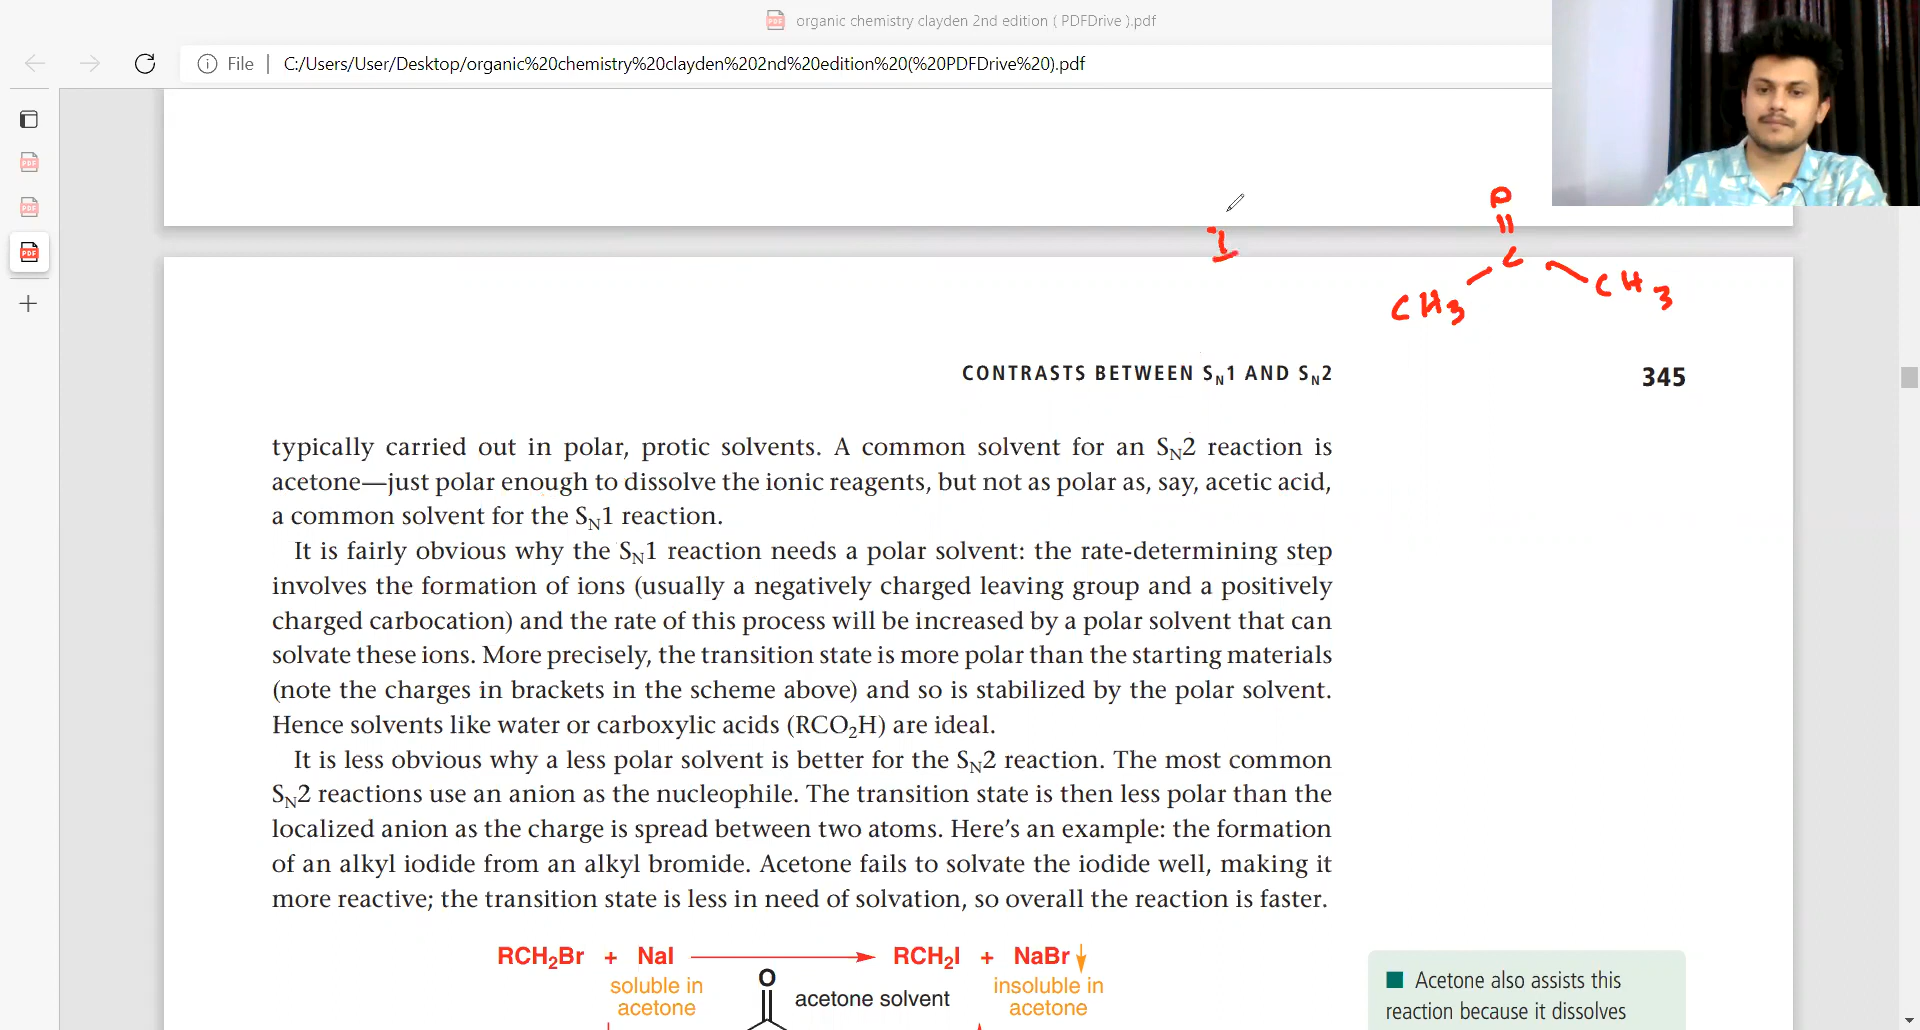 organic chemistry clayden 2nd edition ( PDFDrive ).pdf
File | C:/Users/User/Desktop/organic%20chemistry%20clayden%202nd%20edition%20(%20PDFDrive%20).pdf
I
C
CH3
CH3
CONTRASTS BETWEEN SN1 AND SN2
345
typically carried out in polar, protic solvents. A common solvent for an SN2 reaction is
acetone—just polar enough to dissolve the ionic reagents, but not as polar as, say, acetic acid,
a common solvent for the SN1 reaction.
It is fairly obvious why the SN1 reaction needs a polar solvent: the rate-determining step
involves the formation of ions (usually a negatively charged leaving group and a positively
charged carbocation) and the rate of this process will be increased by a polar solvent that can
solvate these ions. More precisely, the transition state is more polar than the starting materials
(note the charges in brackets in the scheme above) and so is stabilized by the polar solvent.
Hence solvents like water or carboxylic acids (RCO2H) are ideal.
It is less obvious why a less polar solvent is better for the SN2 reaction. The most common
SN2 reactions use an anion as the nucleophile. The transition state is then less polar than the
localized anion as the charge is spread between two atoms. Here's an example: the formation
of an alkyl iodide from an alkyl bromide. Acetone fails to solvate the iodide well, making it
more reactive; the transition state is less in need of solvation, so overall the reaction is faster.
RCH2Br + NaI → RCH2I + NaBr↓
soluble in
acetone
O
acetone solvent
insoluble in
acetone
■ Acetone also assists this
reaction because it dissolves